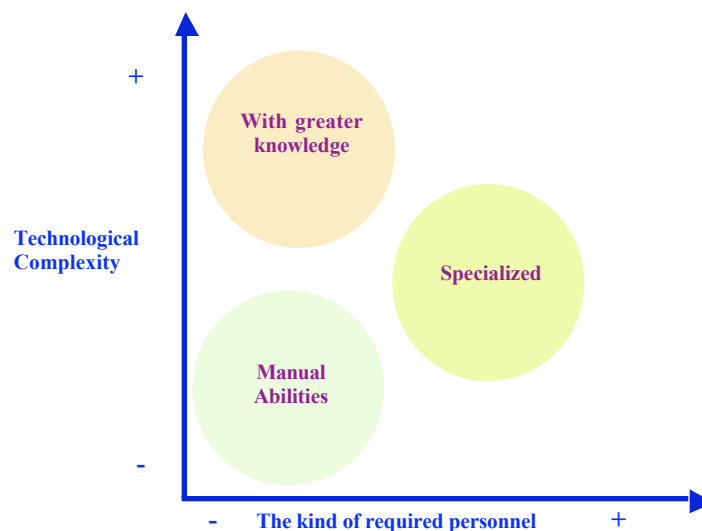 +
With greater
knowledge
Technological
Complexity
Specialized
Manual
Abilities
-
- The kind of required personnel +